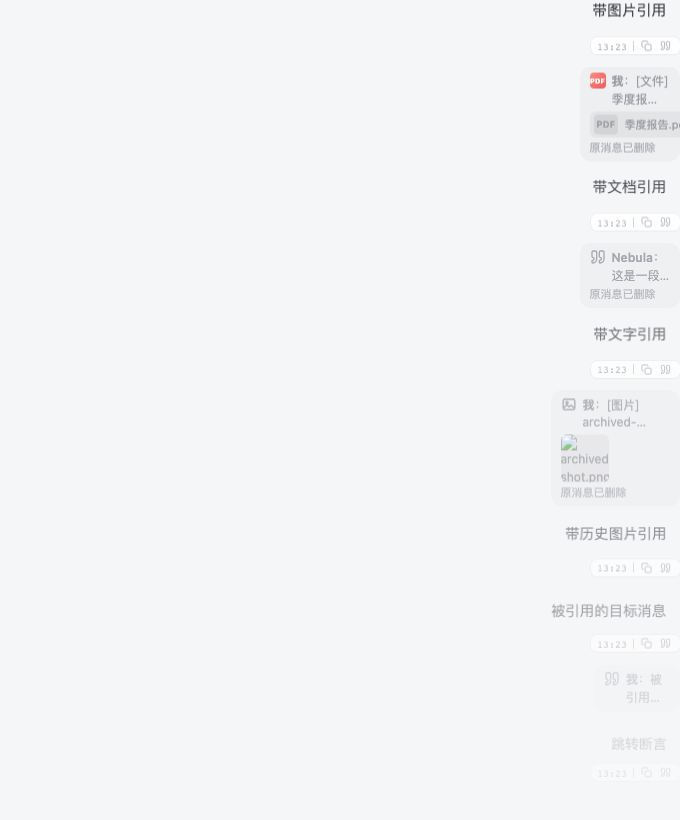 带图片引用
13:23
PDF 我：[文件]
季度报...
PDF 季度报告.p
原消息已删除
带文档引用
13:23
Nebula：
这是一段...
原消息已删除
带文字引用
13:23
我：[图片]
archived-...
archived
shot.png
原消息已删除
带历史图片引用
13:23
被引用的目标消息
13:23
我：被
引用...
跳转断言
13:23